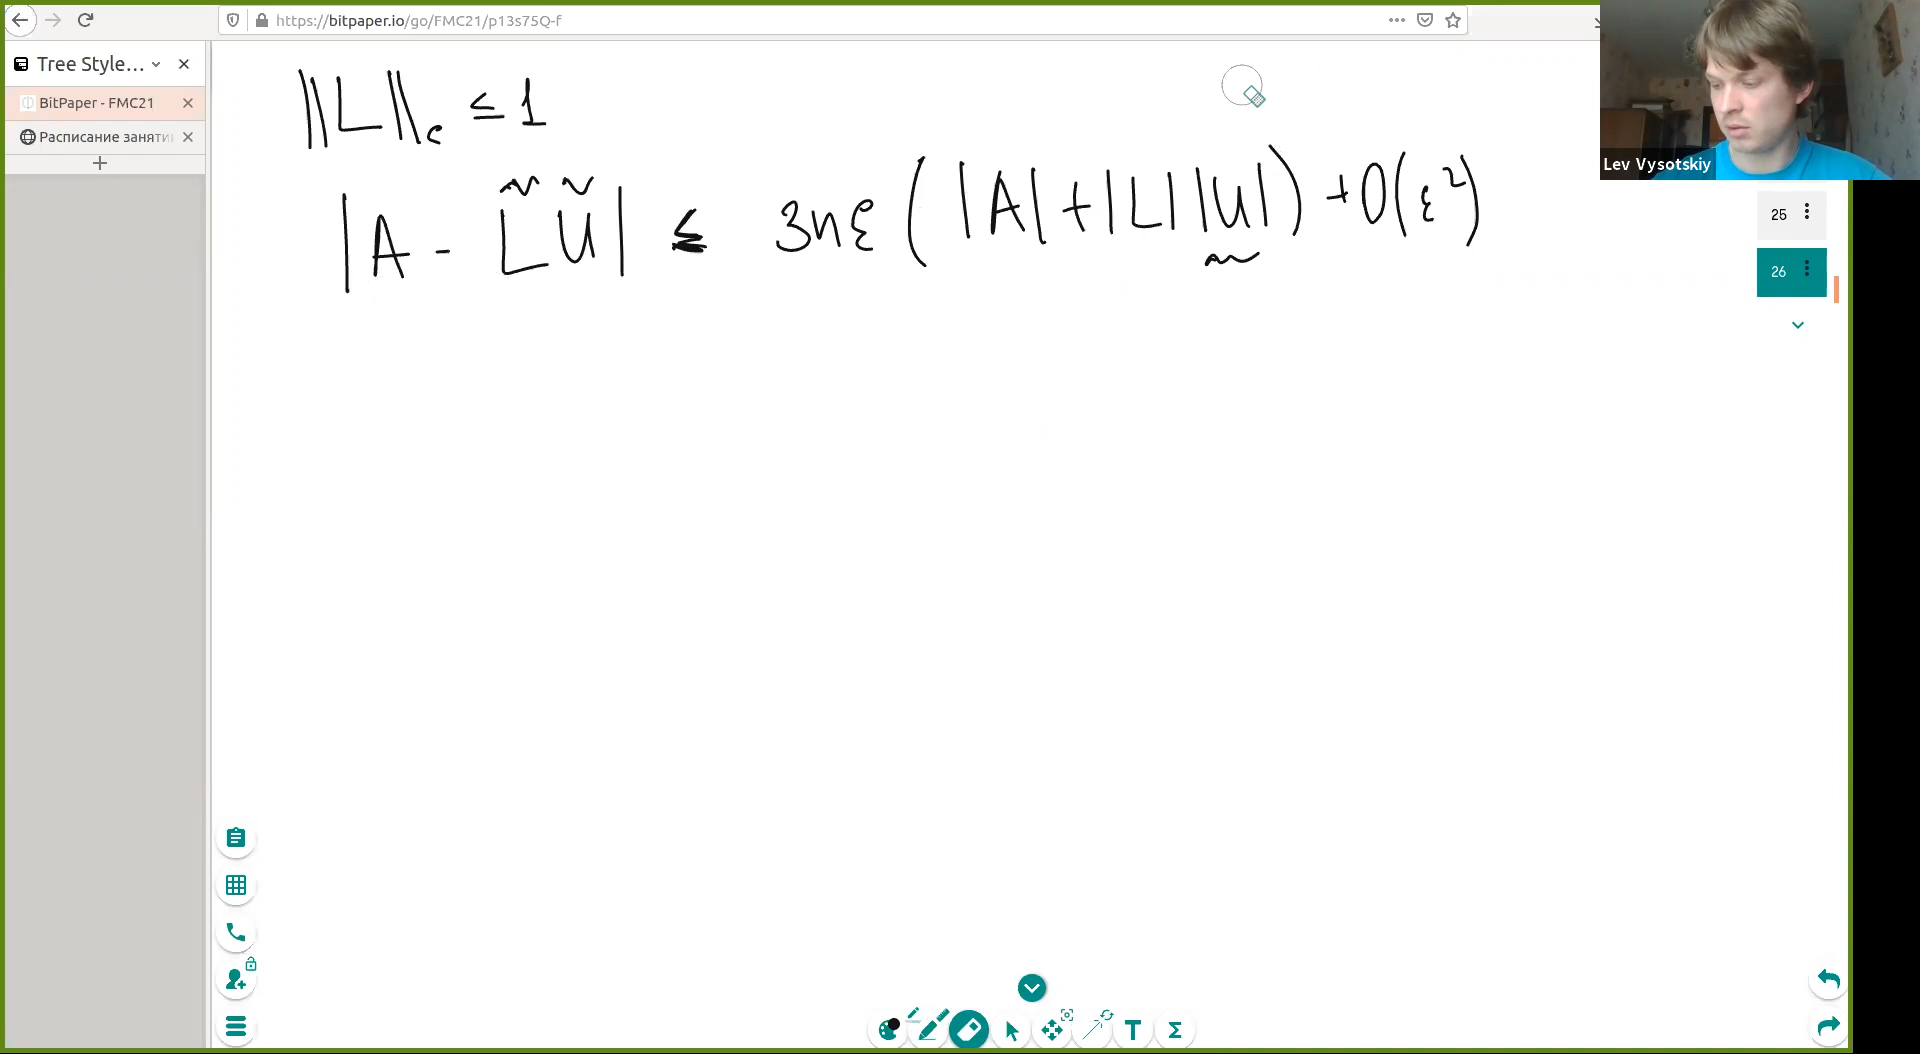 https://bitpaper.io/go/FMC21/p13s75Q-f
Tree Style...
BitPaper - FMC21
Расписание заняти
‖L‖_c ≤ 1
|A - L̃ Ũ| ≤ 3nε (|A| + |L||U|) + O(ε²)
Lev Vysotskiy
25
26
T
Σ